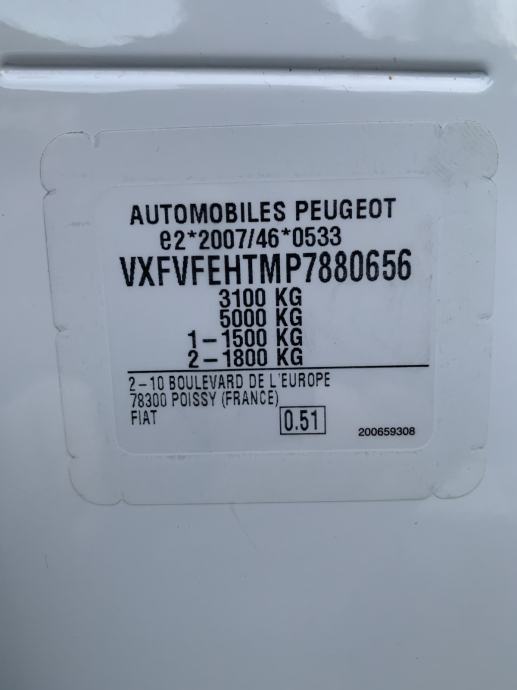 AUTOMOBILES PEUGEOT
e2*2007/46*0533
VXFVFEHTMP7880656
3100 KG
5000 KG
1-1500 KG
2-1800 KG
2-10 BOULEVARD DE L'EUROPE
78300 POISSY (FRANCE)
FIAT
0.51
200659308